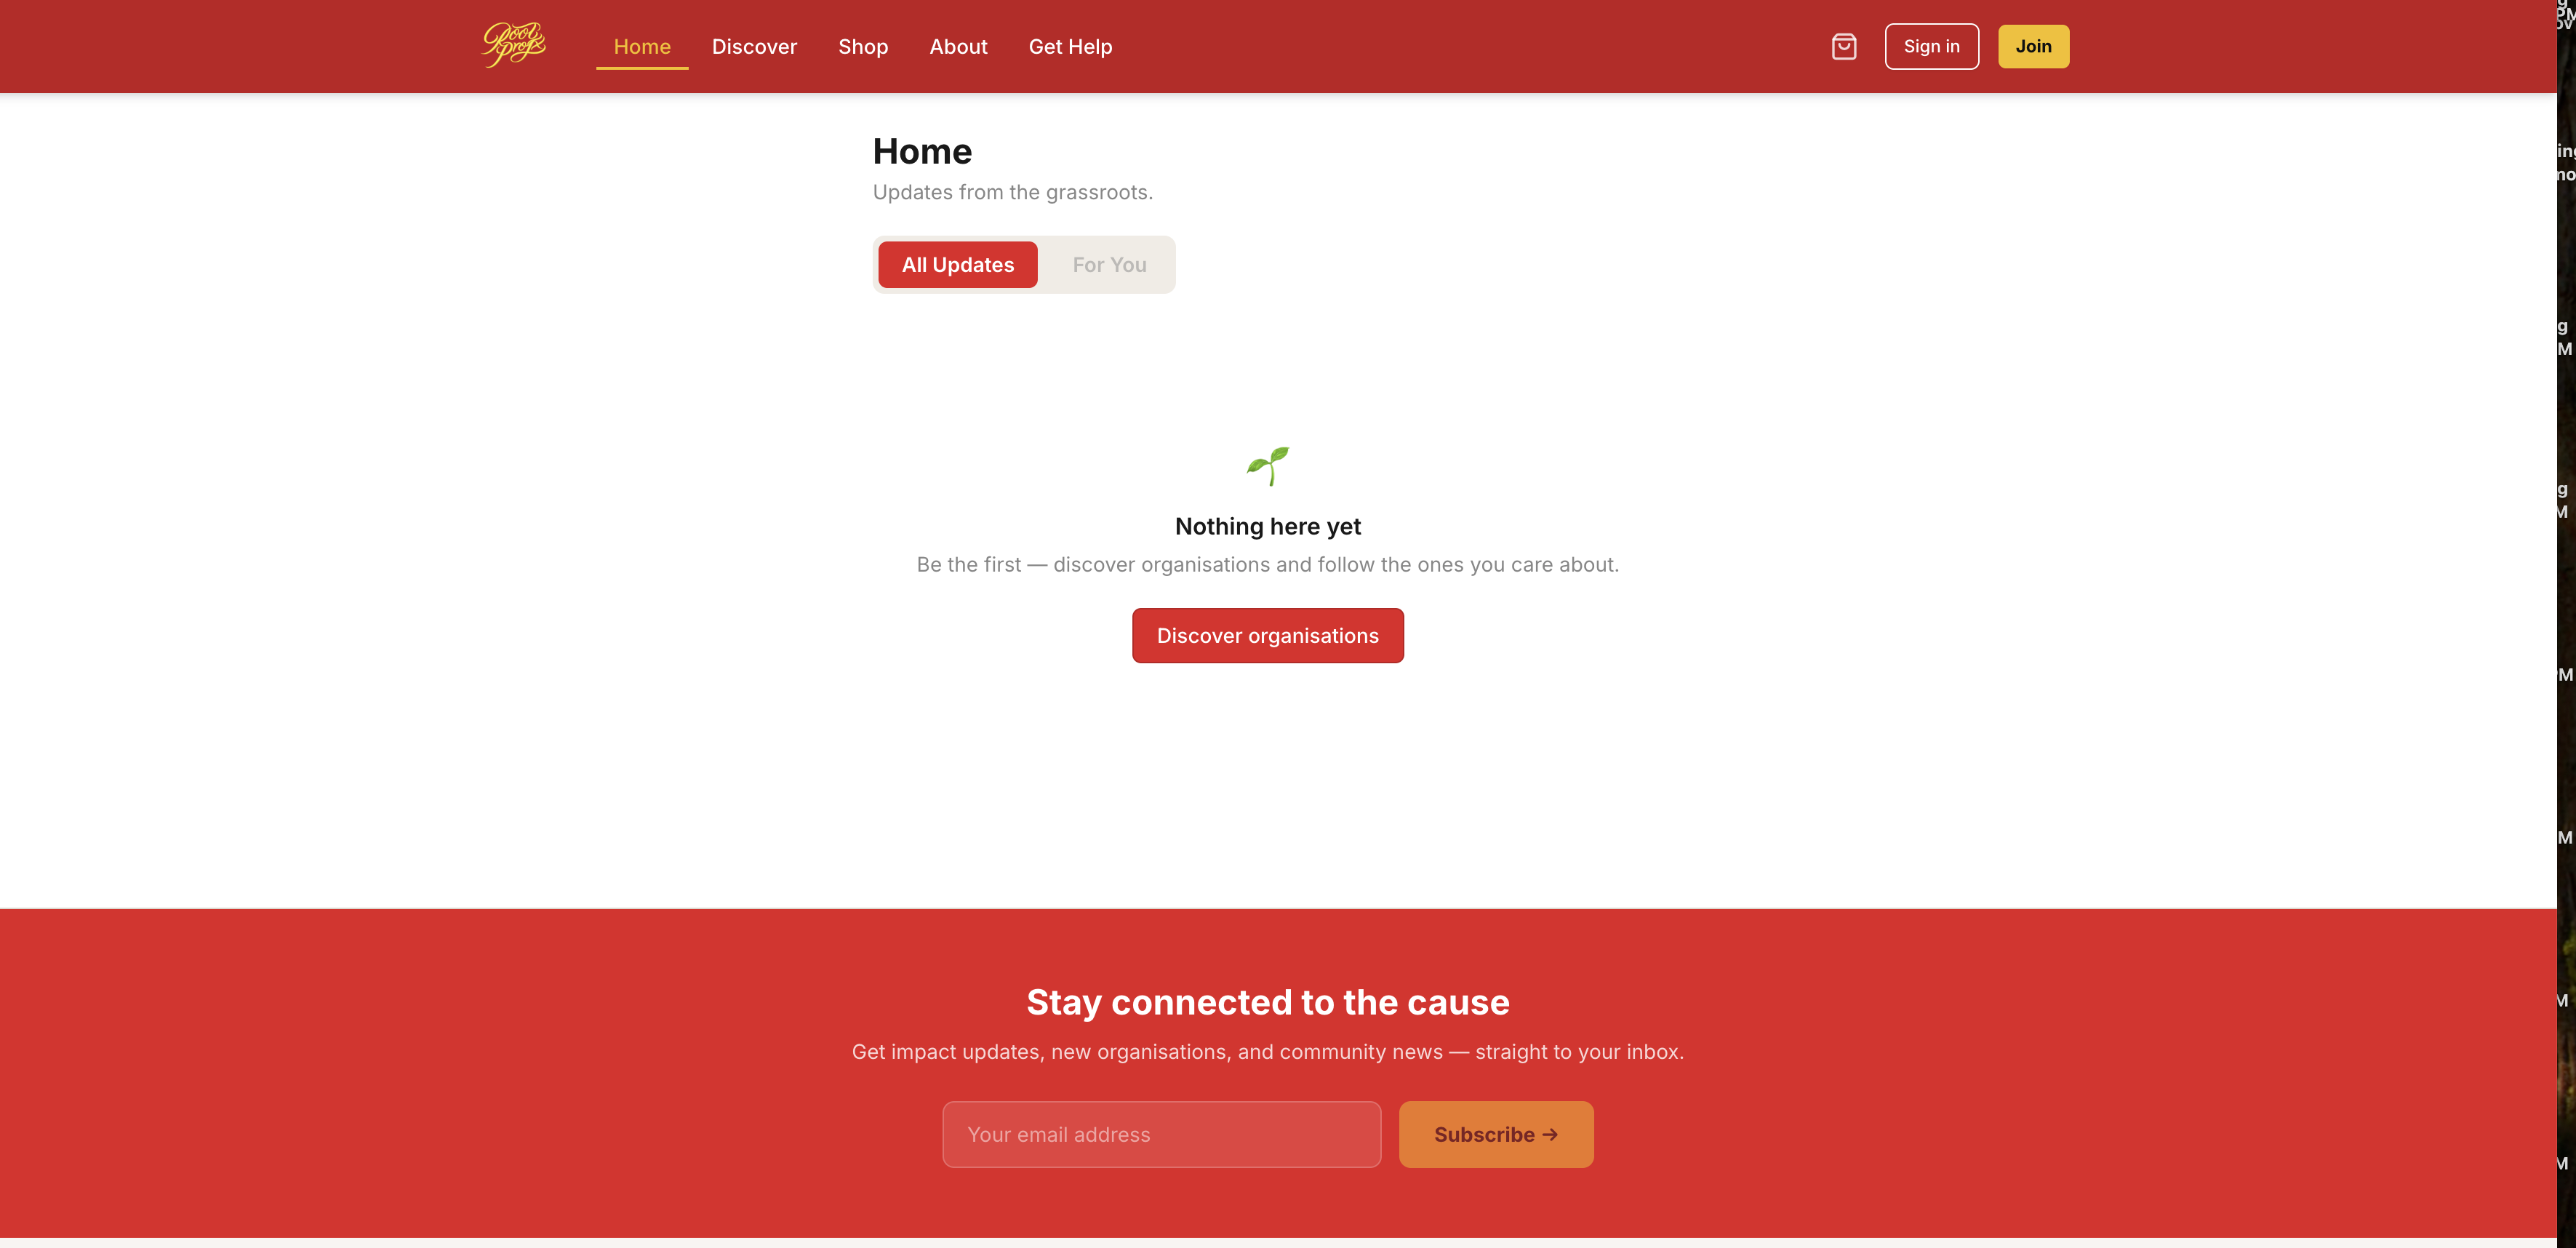 Good Props
Home
Discover
Shop
About
Get Help
Sign in
Join
Home
Updates from the grassroots.
All Updates
For You
Nothing here yet
Be the first — discover organisations and follow the ones you care about.
Discover organisations
Stay connected to the cause
Get impact updates, new organisations, and community news — straight to your inbox.
Your email address
Subscribe →